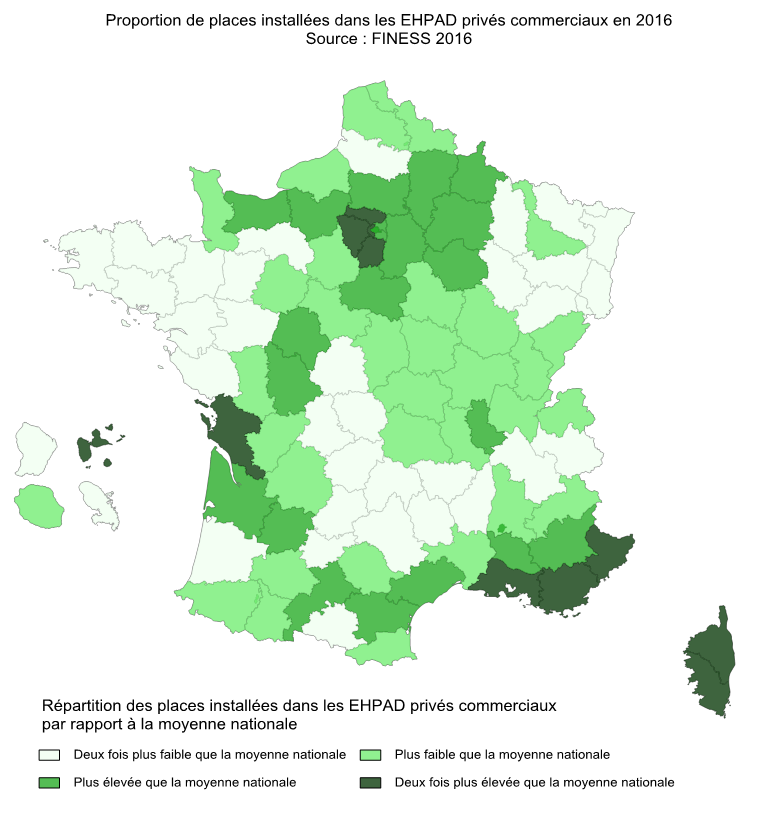 Proportion de places installées dans les EHPAD privés commerciaux en 2016
Source : FINESS 2016
Répartition des places installées dans les EHPAD privés commerciaux
par rapport à la moyenne nationale
Deux fois plus faible que la moyenne nationale
Plus faible que la moyenne nationale
Plus élevée que la moyenne nationale
Deux fois plus élevée que la moyenne nationale